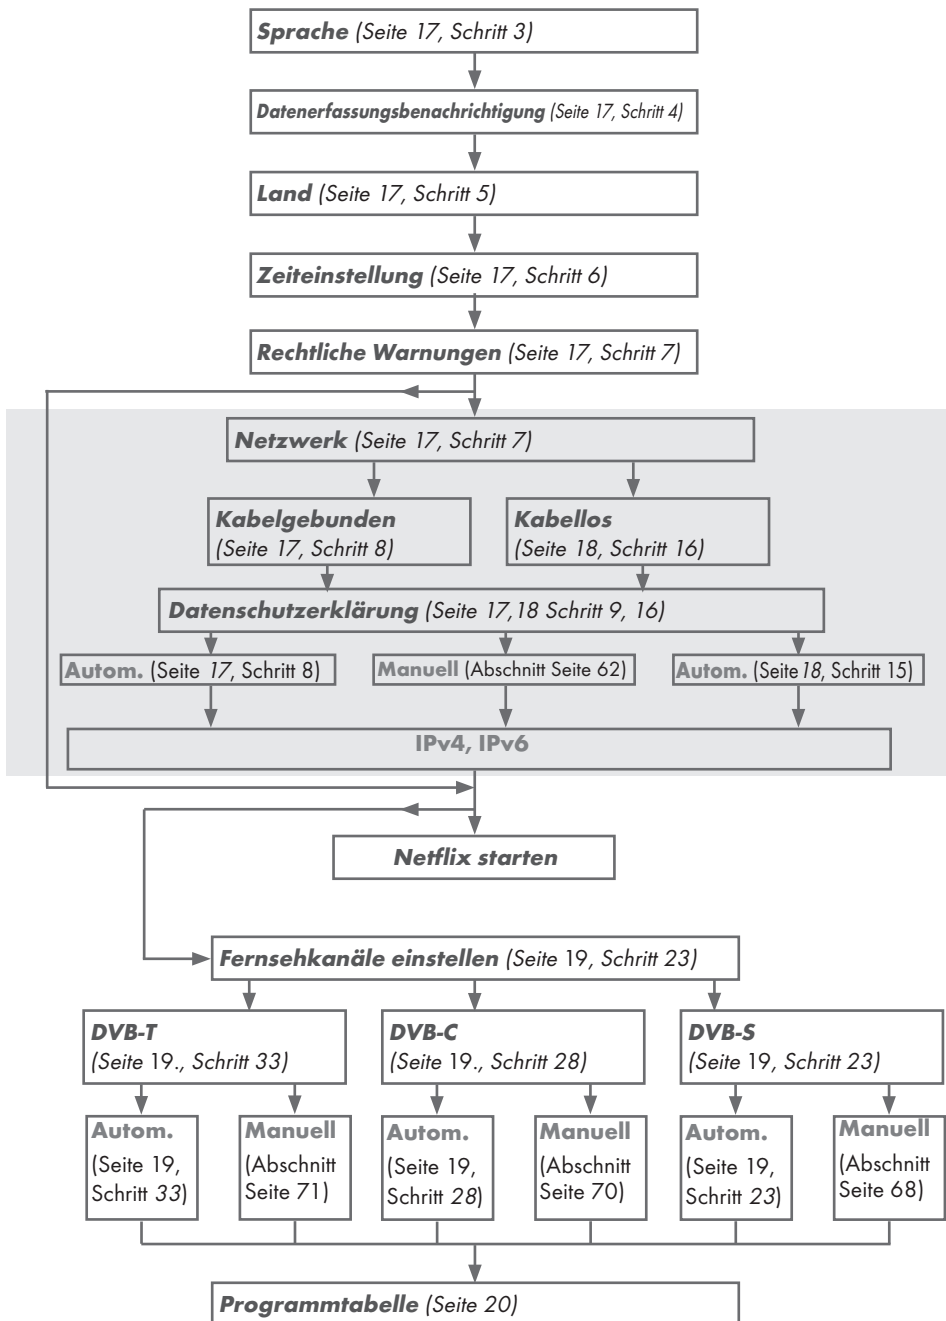 Sprache (Seite 17, Schritt 3)
Datenerfassungsbenachrichtigung (Seite 17, Schritt 4)
Land (Seite 17, Schritt 5)
Zeiteinstellung (Seite 17, Schritt 6)
Rechtliche Warnungen (Seite 17, Schritt 7)
Netzwerk (Seite 17, Schritt 7)
Kabelgebunden
(Seite 17, Schritt 8)
Kabellos
(Seite 18, Schritt 16)
Datenschutzerklärung (Seite 17,18 Schritt 9, 16)
Autom. (Seite 17, Schritt 8)
Manuell (Abschnitt Seite 62)
Autom. (Seite 18, Schritt 15)
IPv4, IPv6
Netflix starten
Fernsehkanäle einstellen (Seite 19, Schritt 23)
DVB-T
(Seite 19., Schritt 33)
DVB-C
(Seite 19., Schritt 28)
DVB-S
(Seite 19, Schritt 23)
Autom.
(Seite 19,
Schritt 33)
Manuell
(Abschnitt
Seite 71)
Autom.
(Seite 19,
Schritt 28)
Manuell
(Abschnitt
Seite 70)
Autom.
(Seite 19,
Schritt 23)
Manuell
(Abschnitt
Seite 68)
Programmtabelle (Seite 20)